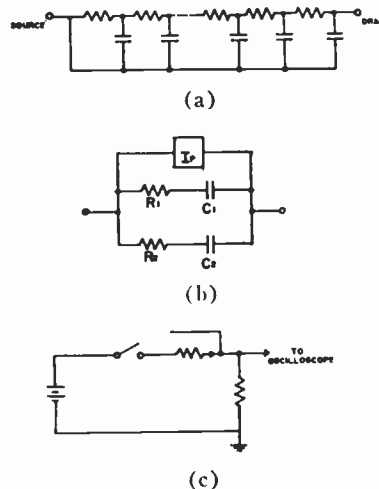 SOURCE
DRA
(a)
IP
R1 C1
R2 C2
(b)
TO
OSCILLOSCOPE
(c)